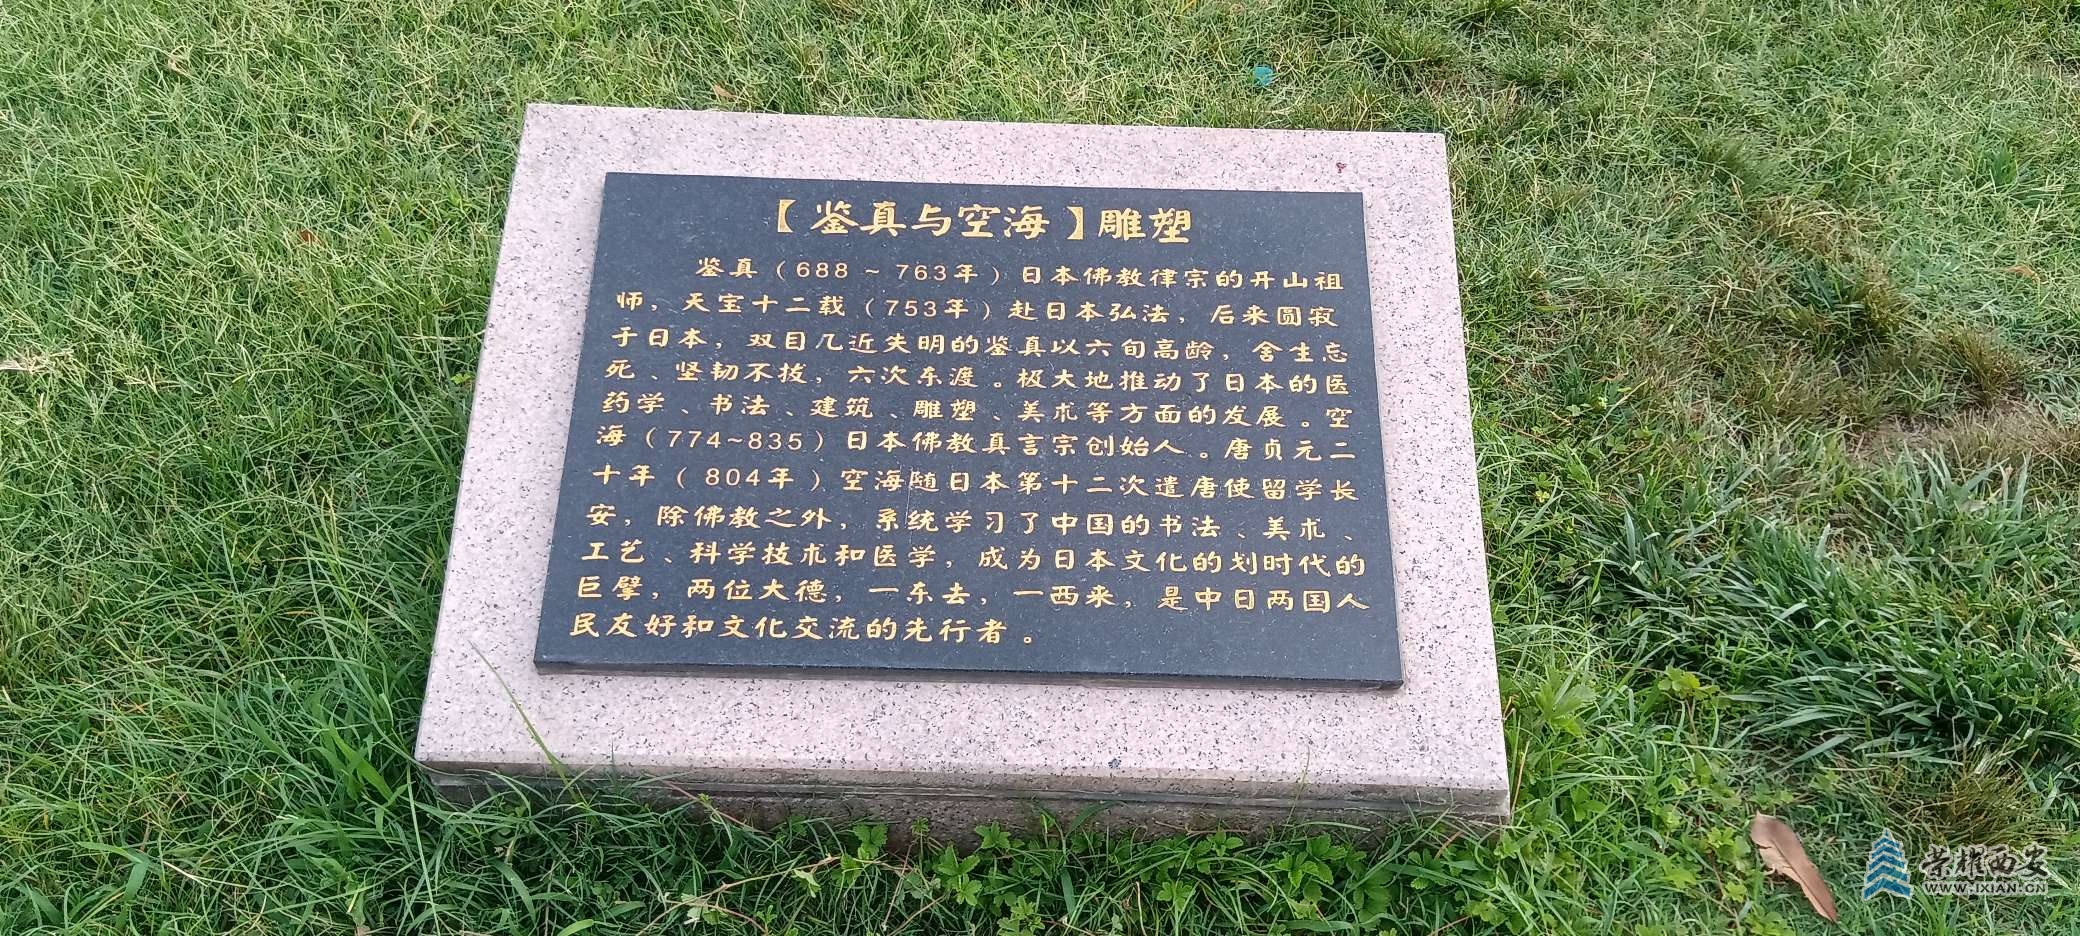 【鉴真与空海】雕塑
鉴真（688～763年）日本佛教律宗的开山祖
师，天宝十二载（753年）赴日本弘法，后来圆寂
于日本，双目几近失明的鉴真以六旬高龄，舍生忘
死、坚韧不拔，六次东渡。极大地推动了日本的医
药学、书法、建筑、雕塑、美术等方面的发展。空
海（774~835）日本佛教真言宗创始人。唐贞元二
十年（804年）空海随日本第十二次遣唐使留学长
安，除佛教之外，系统学习了中国的书法、美术、
工艺、科学技术和医学，成为日本文化的划时代的
巨擘，两位大德，一东去，一西来，是中日两国人
民友好和文化交流的先行者。
荣耀西安
WWW.IXIAN.CN